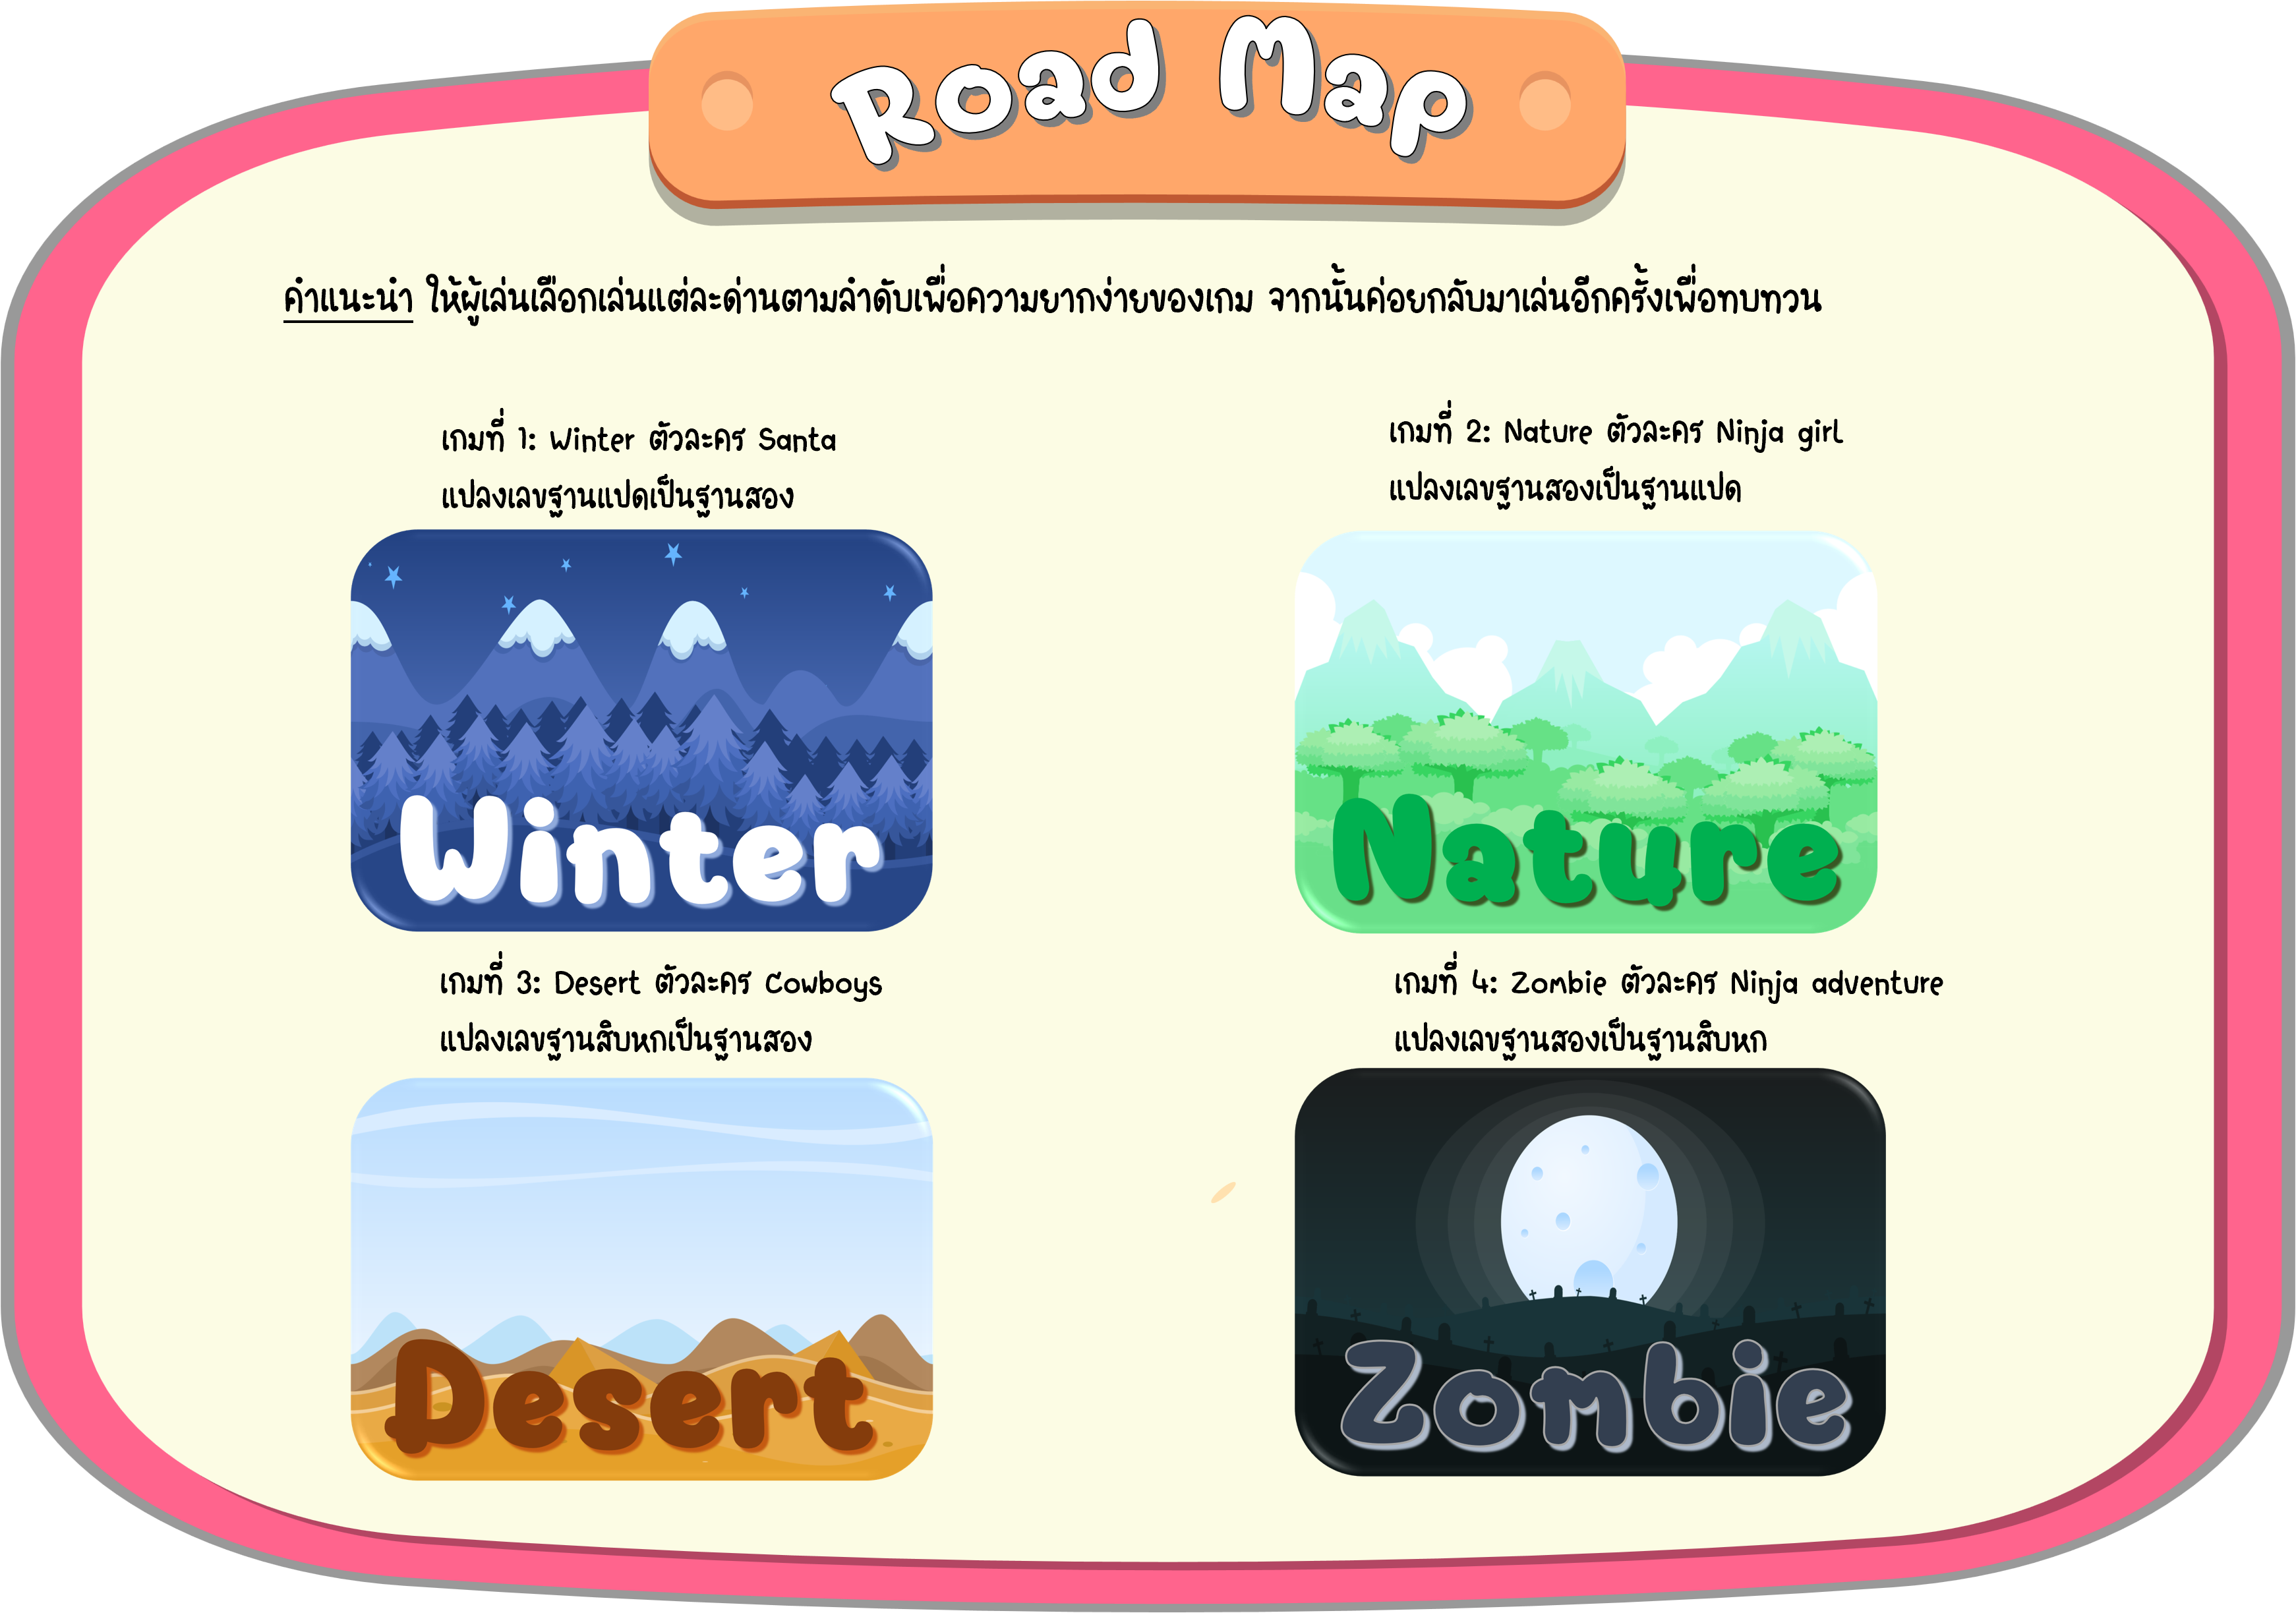 Road Map
คำแนะนำ ให้ผู้เล่นเลือกเล่นแต่ละด่านตามลำดับเพื่อความยากง่ายของเกม จากนั้นค่อยกลับมาเล่นอีกครั้งเพื่อทบทวน
เกมที่ 1: Winter ตัวละคร Santa
แปลงเลขฐานแปดเป็นฐานสอง
Winter
เกมที่ 2: Nature ตัวละคร Ninja girl
แปลงเลขฐานสองเป็นฐานแปด
Nature
เกมที่ 3: Desert ตัวละคร Cowboys
แปลงเลขฐานสิบหกเป็นฐานสอง
Desert
เกมที่ 4: Zombie ตัวละคร Ninja adventure
แปลงเลขฐานสองเป็นฐานสิบหก
Zombie